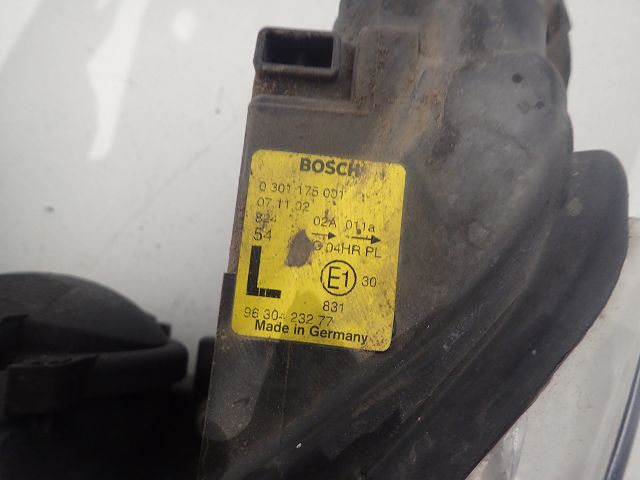 BOSCH
0 301 175 001
07.11.02
824 02A 011a
54 04HR PL
L E1 30
831
96 304 232 77
Made in Germany